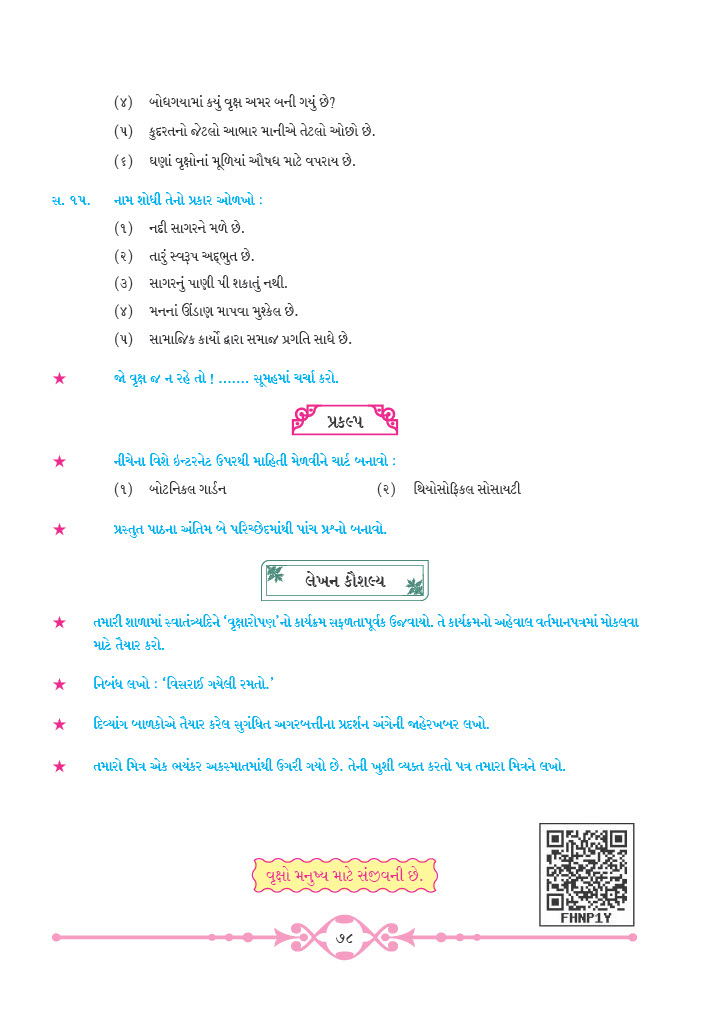 (૪) બોધગયામાં કયું વૃક્ષ અમર બની ગયું છે?
(૫) કુદરતનો જેટલો આભાર માનીએ તેટલો ઓછો છે.
(૬) ઘણાં વૃક્ષોનાં મૂળિયાં ઔષધ માટે વપરાય છે.
સ. ૧૫. નામ શોધી તેનો પ્રકાર ઓળખો :
(૧) નદી સાગરને મળે છે.
(૨) તારું સ્વરૂપ અદ્દભુત છે.
(૩) સાગરનું પાણી પી શકાતું નથી.
(૪) મનનાં ઊંડાણ માપવા મુશ્કેલ છે.
(૫) સામાજિક કાર્યો દ્વારા સમાજ પ્રગતિ સાધે છે.
★ જો વૃક્ષ જ ન રહે તો ! ....... સૂમહમાં ચર્ચા કરો.
પ્રકલ્પ
★ નીચેના વિશે ઇન્ટરનેટ ઉપરથી માહિતી મેળવીને ચાર્ટ બનાવો :
(૧) બોટનિકલ ગાર્ડન (૨) થિયોસોફિકલ સોસાયટી
★ પ્રસ્તુત પાઠના અંતિમ બે પરિચ્છેદમાંથી પાંચ પ્રશ્નો બનાવો.
લેખન કૌશલ્ય
★ તમારી શાળામાં સ્વાતંત્ર્યદિને ‘વૃક્ષારોપણ’નો કાર્યક્રમ સફળતાપૂર્વક ઉજવાયો. તે કાર્યક્રમનો અહેવાલ વર્તમાનપત્રમાં મોકલવા
માટે તૈયાર કરો.
★ નિબંધ લખો : ‘વિસરાઈ ગયેલી રમતો.’
★ દિવ્યાંગ બાળકોએ તૈયાર કરેલ સુગંધિત અગરબત્તીના પ્રદર્શન અંગેની જાહેરખબર લખો.
★ તમારો મિત્ર એક ભયંકર અકસ્માતમાંથી ઉગરી ગયો છે. તેની ખુશી વ્યક્ત કરતો પત્ર તમારા મિત્રને લખો.
વૃક્ષો મનુષ્ય માટે સંજીવની છે.
FHNP1Y
૭૮